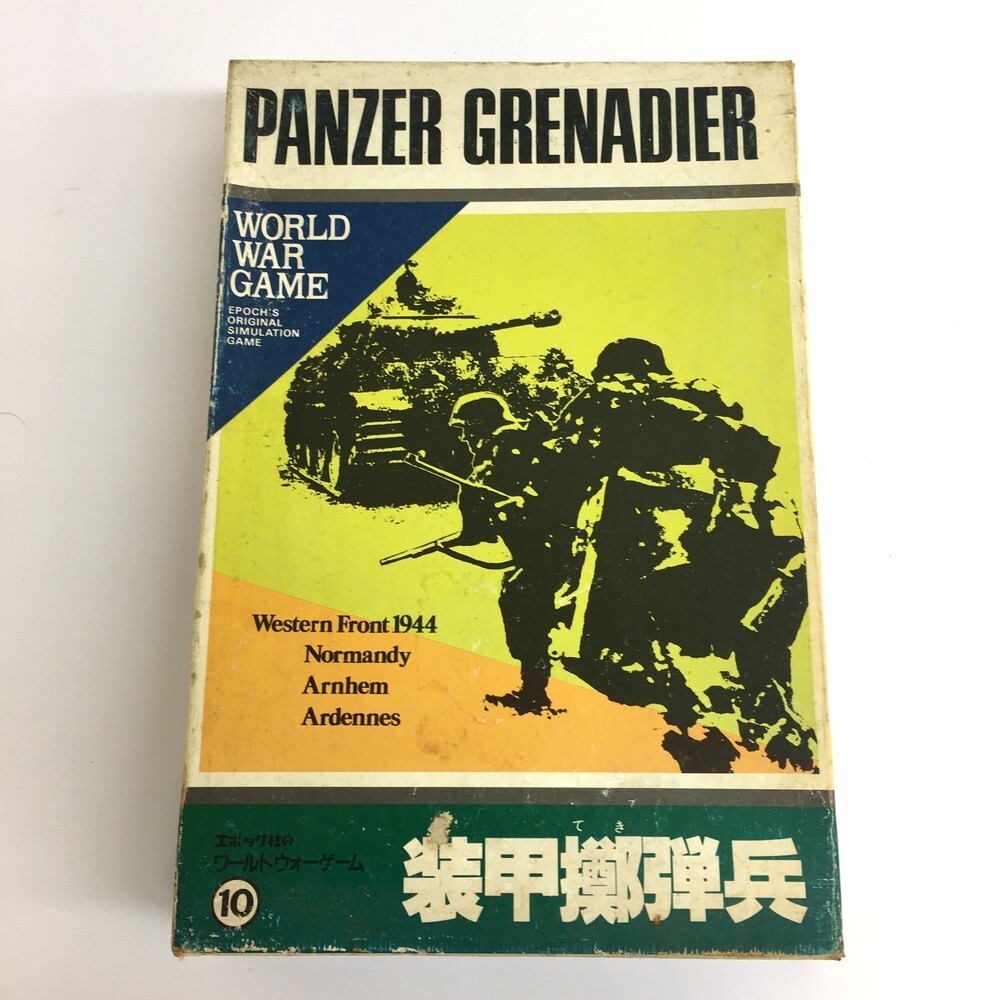 PANZER GRENADIER
WORLD
WAR
GAME
EPOCH'S
ORIGINAL
SIMULATION
GAME
Western Front 1944
Normandy
Arnhem
Ardennes
エポック社の
ワールドウォーゲーム
10
てき
装甲擲弾兵